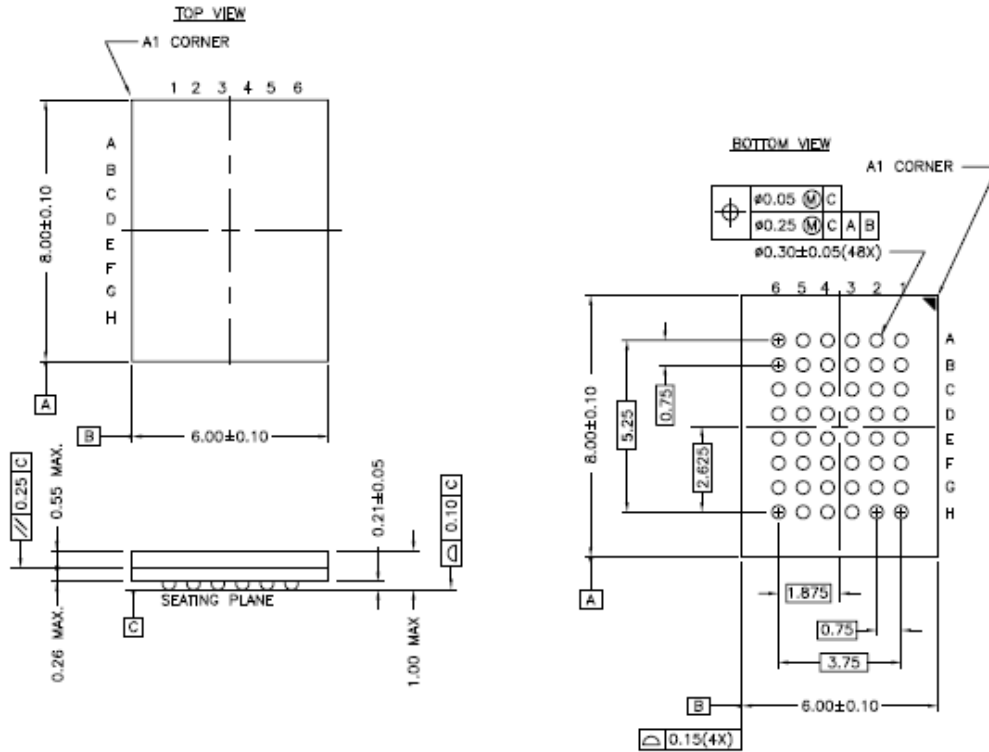 TOP VIEW
A1 CORNER
1 2 3 4 5 6
A
B
C
D
E
F
G
H
8.00±0.10
A
B
6.00±0.10
// 0.25 C
0.55 MAX.
0.21±0.05
⌓ 0.10 C
SEATING PLANE
C
0.26 MAX.
1.00 MAX
BOTTOM VIEW
A1 CORNER
⌖ ø0.05 Ⓜ C
ø0.25 Ⓜ C A B
ø0.30±0.05(48X)
6 5 4 3 2 1
A
B
C
D
E
F
G
H
8.00±0.10
5.25
0.75
2.625
A
1.875
0.75
3.75
B
6.00±0.10
⌓ 0.15(4X)